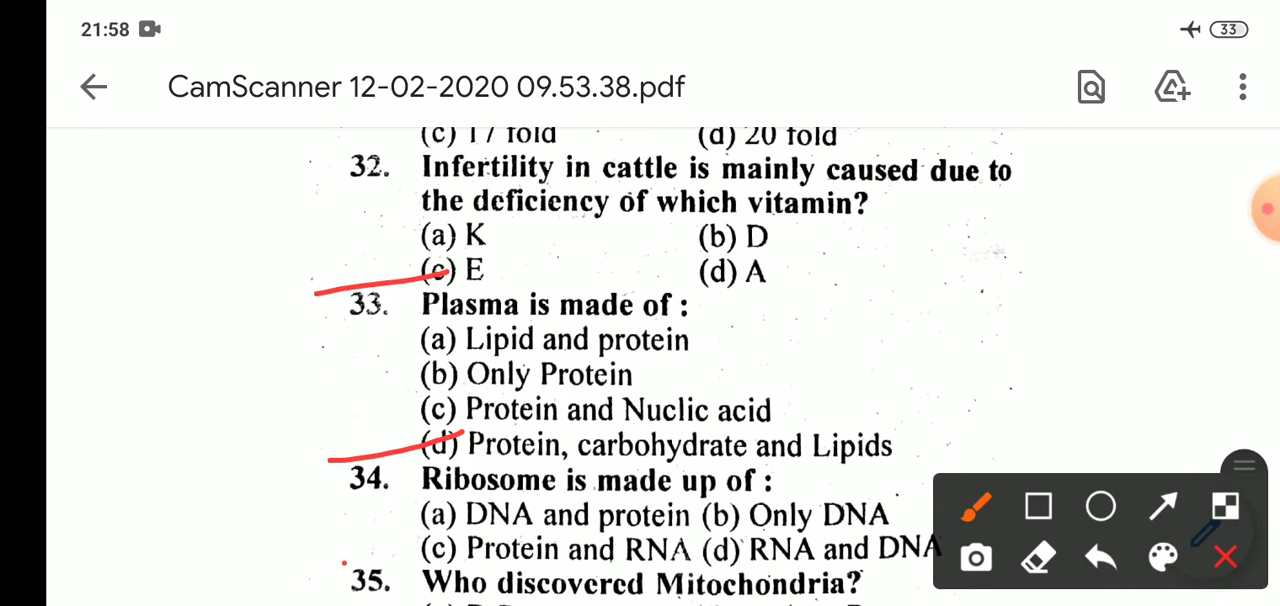 21:58
33
CamScanner 12-02-2020 09.53.38.pdf
(c) 17 fold (d) 20 fold
32. Infertility in cattle is mainly caused due to
the deficiency of which vitamin?
(a) K (b) D
(c) E (d) A
33. Plasma is made of :
(a) Lipid and protein
(b) Only Protein
(c) Protein and Nuclic acid
(d) Protein, carbohydrate and Lipids
34. Ribosome is made up of :
(a) DNA and protein (b) Only DNA
(c) Protein and RNA (d) RNA and DNA
35. Who discovered Mitochondria?